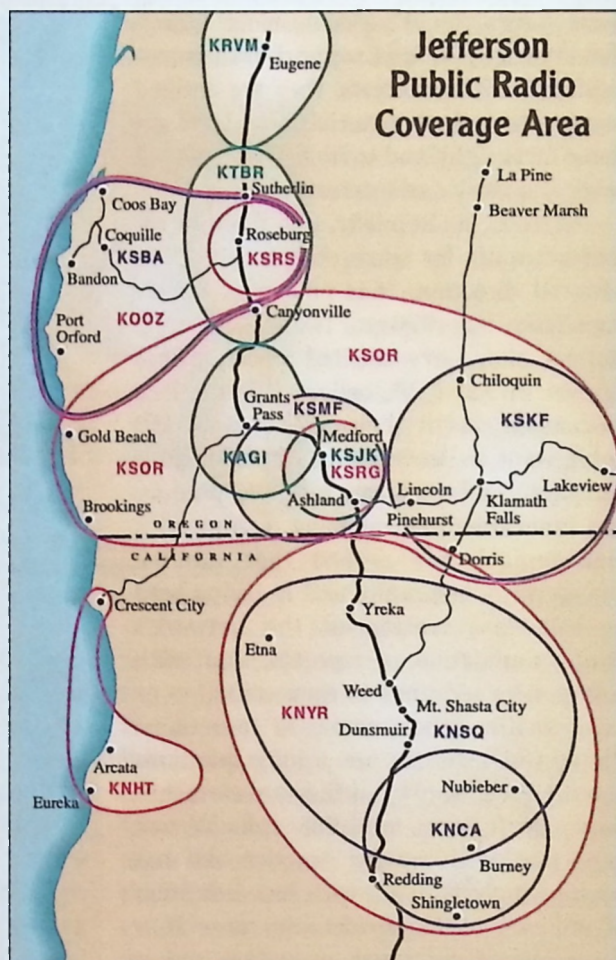 Jefferson
Public Radio
Coverage Area
KRVM
Eugene
KTBR
Sutherlin
La Pine
Beaver Marsh
Coos Bay
Coquille
KSBA
Bandon
Roseburg
KSRS
KOOZ
Canyonville
Port
Orford
KSOR
Chiloquin
Grants
Pass
KSMF
KSKF
Gold Beach
Medford
KSOR
KAGI
KSJK
KSRG
Lakeview
Ashland
Lincoln
Klamath
Falls
Pinehurst
Brookings
OREGON
CALIFORNIA
Dorris
Crescent City
Yreka
Etna
Weed
Mt. Shasta City
KNYR
Dunsmuir
KNSQ
Arcata
KNHT
Eureka
Nubieber
KNCA
Burney
Redding
Shingletown